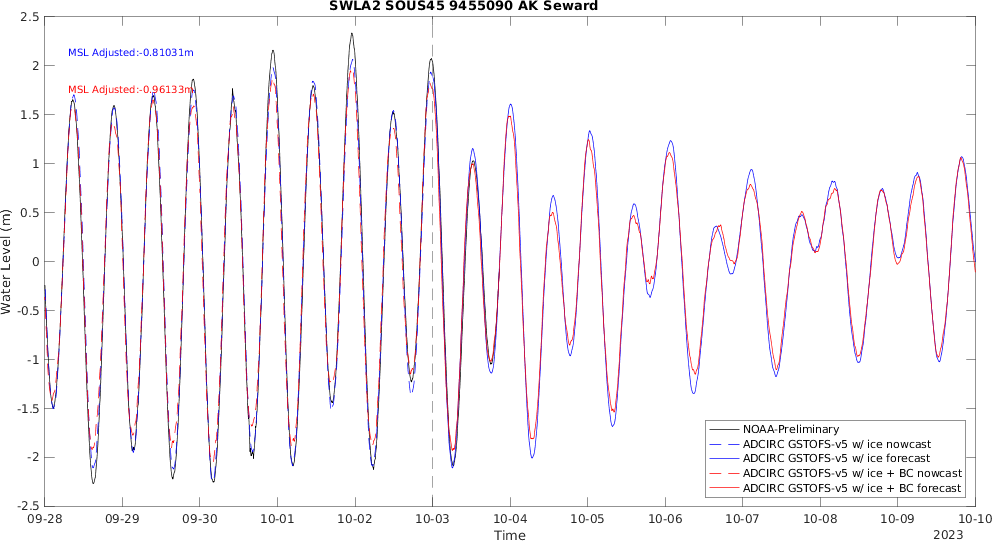 SWLA2 SOUS45 9455090 AK Seward
MSL Adjusted:-0.81031m
MSL Adjusted:-0.96133m
Water Level (m)
2.5
2
1.5
1
0.5
0
-0.5
-1
-1.5
-2
-2.5
NOAA-Preliminary
ADCIRC GSTOFS-v5 w/ ice nowcast
ADCIRC GSTOFS-v5 w/ ice forecast
ADCIRC GSTOFS-v5 w/ ice + BC nowcast
ADCIRC GSTOFS-v5 w/ ice + BC forecast
09-28 09-29 09-30 10-01 10-02 10-03 10-04 10-05 10-06 10-07 10-08 10-09 10-10
Time
2023